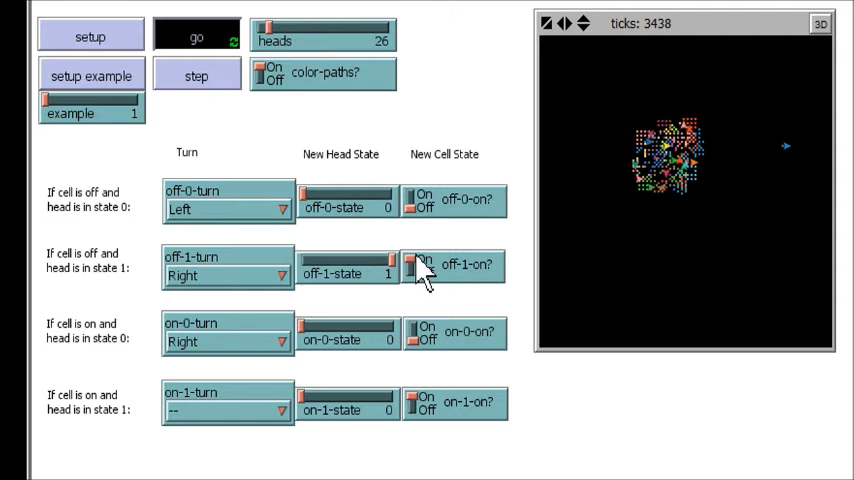 setup
go
heads 26
setup example
step
On
Off
color-paths?
example 1
ticks: 3438
3D
Turn
New Head State
New Cell State
If cell is off and
head is in state 0:
off-0-turn
Left
off-0-state 0
On
Off
off-0-on?
If cell is off and
head is in state 1:
off-1-turn
Right
off-1-state 1
off-1-on?
If cell is on and
head is in state 0:
on-0-turn
Right
on-0-state 0
On
Off
on-0-on?
If cell is on and
head is in state 1:
on-1-turn
--
on-1-state 0
On
Off
on-1-on?